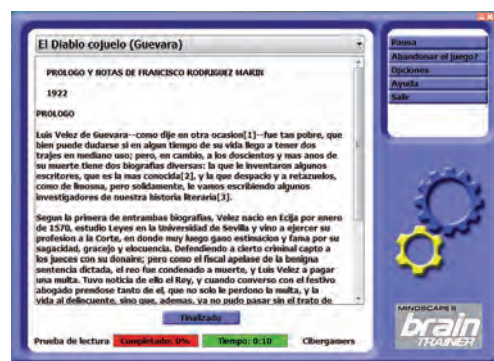 El Diablo cojuelo (Guevara)
PROLOGO Y NOTAS DE FRANCISCO RODRIGUEZ MARIN
1922
PROLOGO
Luis Velez de Guevara--como dije en otra ocasion[1]--fue tan pobre, que
bien puede dudarse si en algun tiempo de su vida llego a tener dos
trajes en mediano uso; pero, en cambio, a los doscientos y mas anos de
su muerte tiene dos biografias diversas: la que le inventaron algunos
escritores, que es la mas conocida[2], y la que despacio y a retazuelos,
como de limosna, pero solidamente, le vamos escribiendo algunos
investigadores de nuestra historia literaria[3].
Segun la primera de entrambas biografias, Velez nacio en Ecija por enero
de 1570, estudio Leyes en la Universidad de Sevilla y vino a ejercer su
profesion a la Corte, en donde muy luego gano estimacion y fama por su
sagacidad, gracejo y elocuencia. Defendiendo a cierto criminal capto a
los jueces con su donaire; pero como el fiscal apelase de la benigna
sentencia dictada, el reo fue condenado a muerte, y Luis Velez a pagar
una multa. Tuvo noticia de ello el Rey, y cuando converso con el festivo
abogado prendose tanto de el, que no solo le perdono la multa, y la
vida al delincuente, sino que, ademas, ya no pudo pasar sin el trato de
Finalizado
Prueba de lectura Completado: 0% Tiempo: 0:10 Cibergamers
Pausa
Abandonar el juego?
Opciones
Ayuda
Salir
MINDSCAPE'S
brain
TRAINER